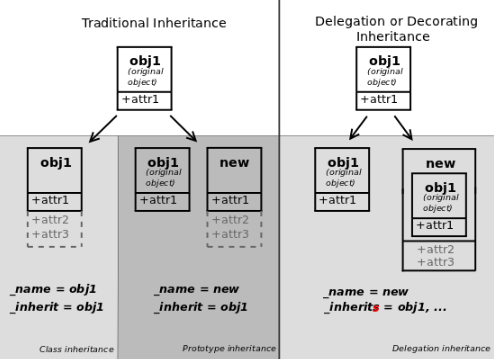 Traditional Inheritance
Delegation or Decorating
Inheritance
obj1
(original
object)
+attr1
obj1
(original
object)
+attr1
obj1
+attr1
+attr2
+attr3
obj1
(original
object)
+attr1
new
+attr1
+attr2
+attr3
obj1
(original
object)
+attr1
new
obj1
(original
object)
+attr1
+attr2
+attr3
_name = obj1
_inherit = obj1
_name = new
_inherit = obj1
_name = new
_inherits = obj1, ...
Class inheritance
Prototype inheritance
Delegation inheritance